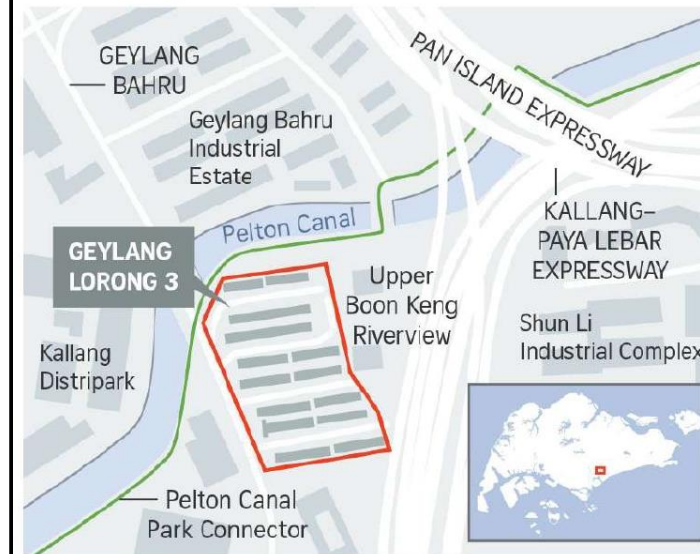 GEYLANG
BAHRU
PAN ISLAND EXPRESSWAY
Geylang Bahru
Industrial
Estate
Pelton Canal
KALLANG–
PAYA LEBAR
EXPRESSWAY
GEYLANG
LORONG 3
Upper
Boon Keng
Riverview
Shun Li
Industrial Complex
Kallang
Distripark
Pelton Canal
Park Connector